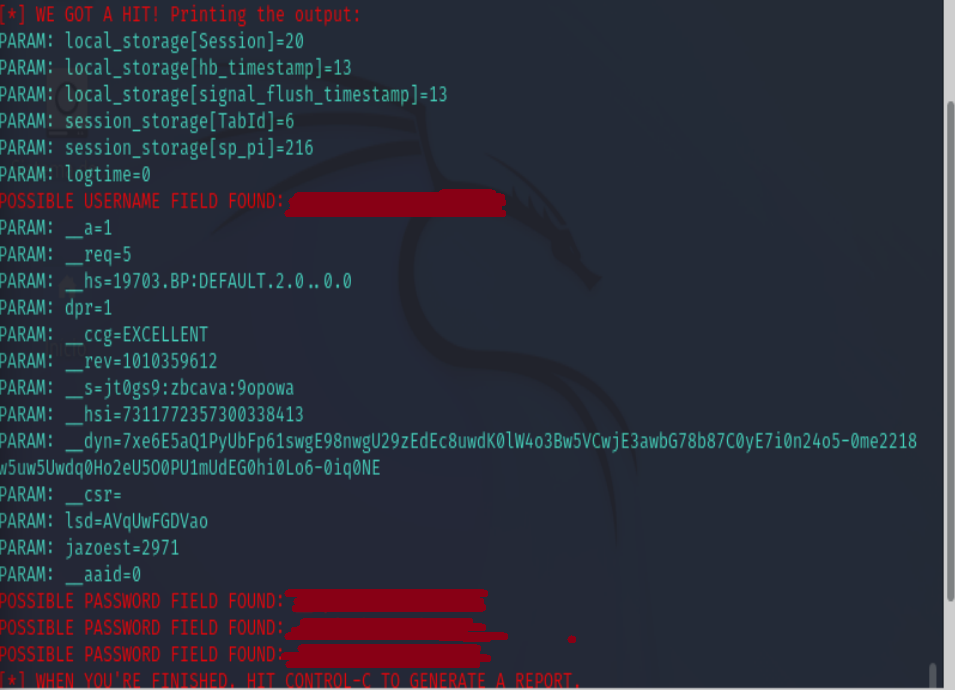 [*] WE GOT A HIT! Printing the output:
PARAM: local_storage[Session]=20
PARAM: local_storage[hb_timestamp]=13
PARAM: local_storage[signal_flush_timestamp]=13
PARAM: session_storage[TabId]=6
PARAM: session_storage[sp_pi]=216
PARAM: logtime=0
POSSIBLE USERNAME FIELD FOUND:
PARAM: __a=1
PARAM: __req=5
PARAM: __hs=19703.BP:DEFAULT.2.0..0.0
PARAM: dpr=1
PARAM: __ccg=EXCELLENT
PARAM: __rev=1010359612
PARAM: __s=jt0gs9:zbcava:9opowa
PARAM: __hsi=7311772357300338413
PARAM: __dyn=7xe6E5aQ1PyUbFp61swgE98nwgU29zEdEc8uwdK0lW4o3Bw5VCwjE3awbG78b87C0yE7i0n24o5-0me2218
w5uw5Uwdq0Ho2eU5O0PU1mUdEG0hi0Lo6-0iq0NE
PARAM: __csr=
PARAM: lsd=AVqUwFGDVao
PARAM: jazoest=2971
PARAM: __aaid=0
POSSIBLE PASSWORD FIELD FOUND:
POSSIBLE PASSWORD FIELD FOUND:
POSSIBLE PASSWORD FIELD FOUND:
[*] WHEN YOU'RE FINISHED, HIT CONTROL-C TO GENERATE A REPORT.